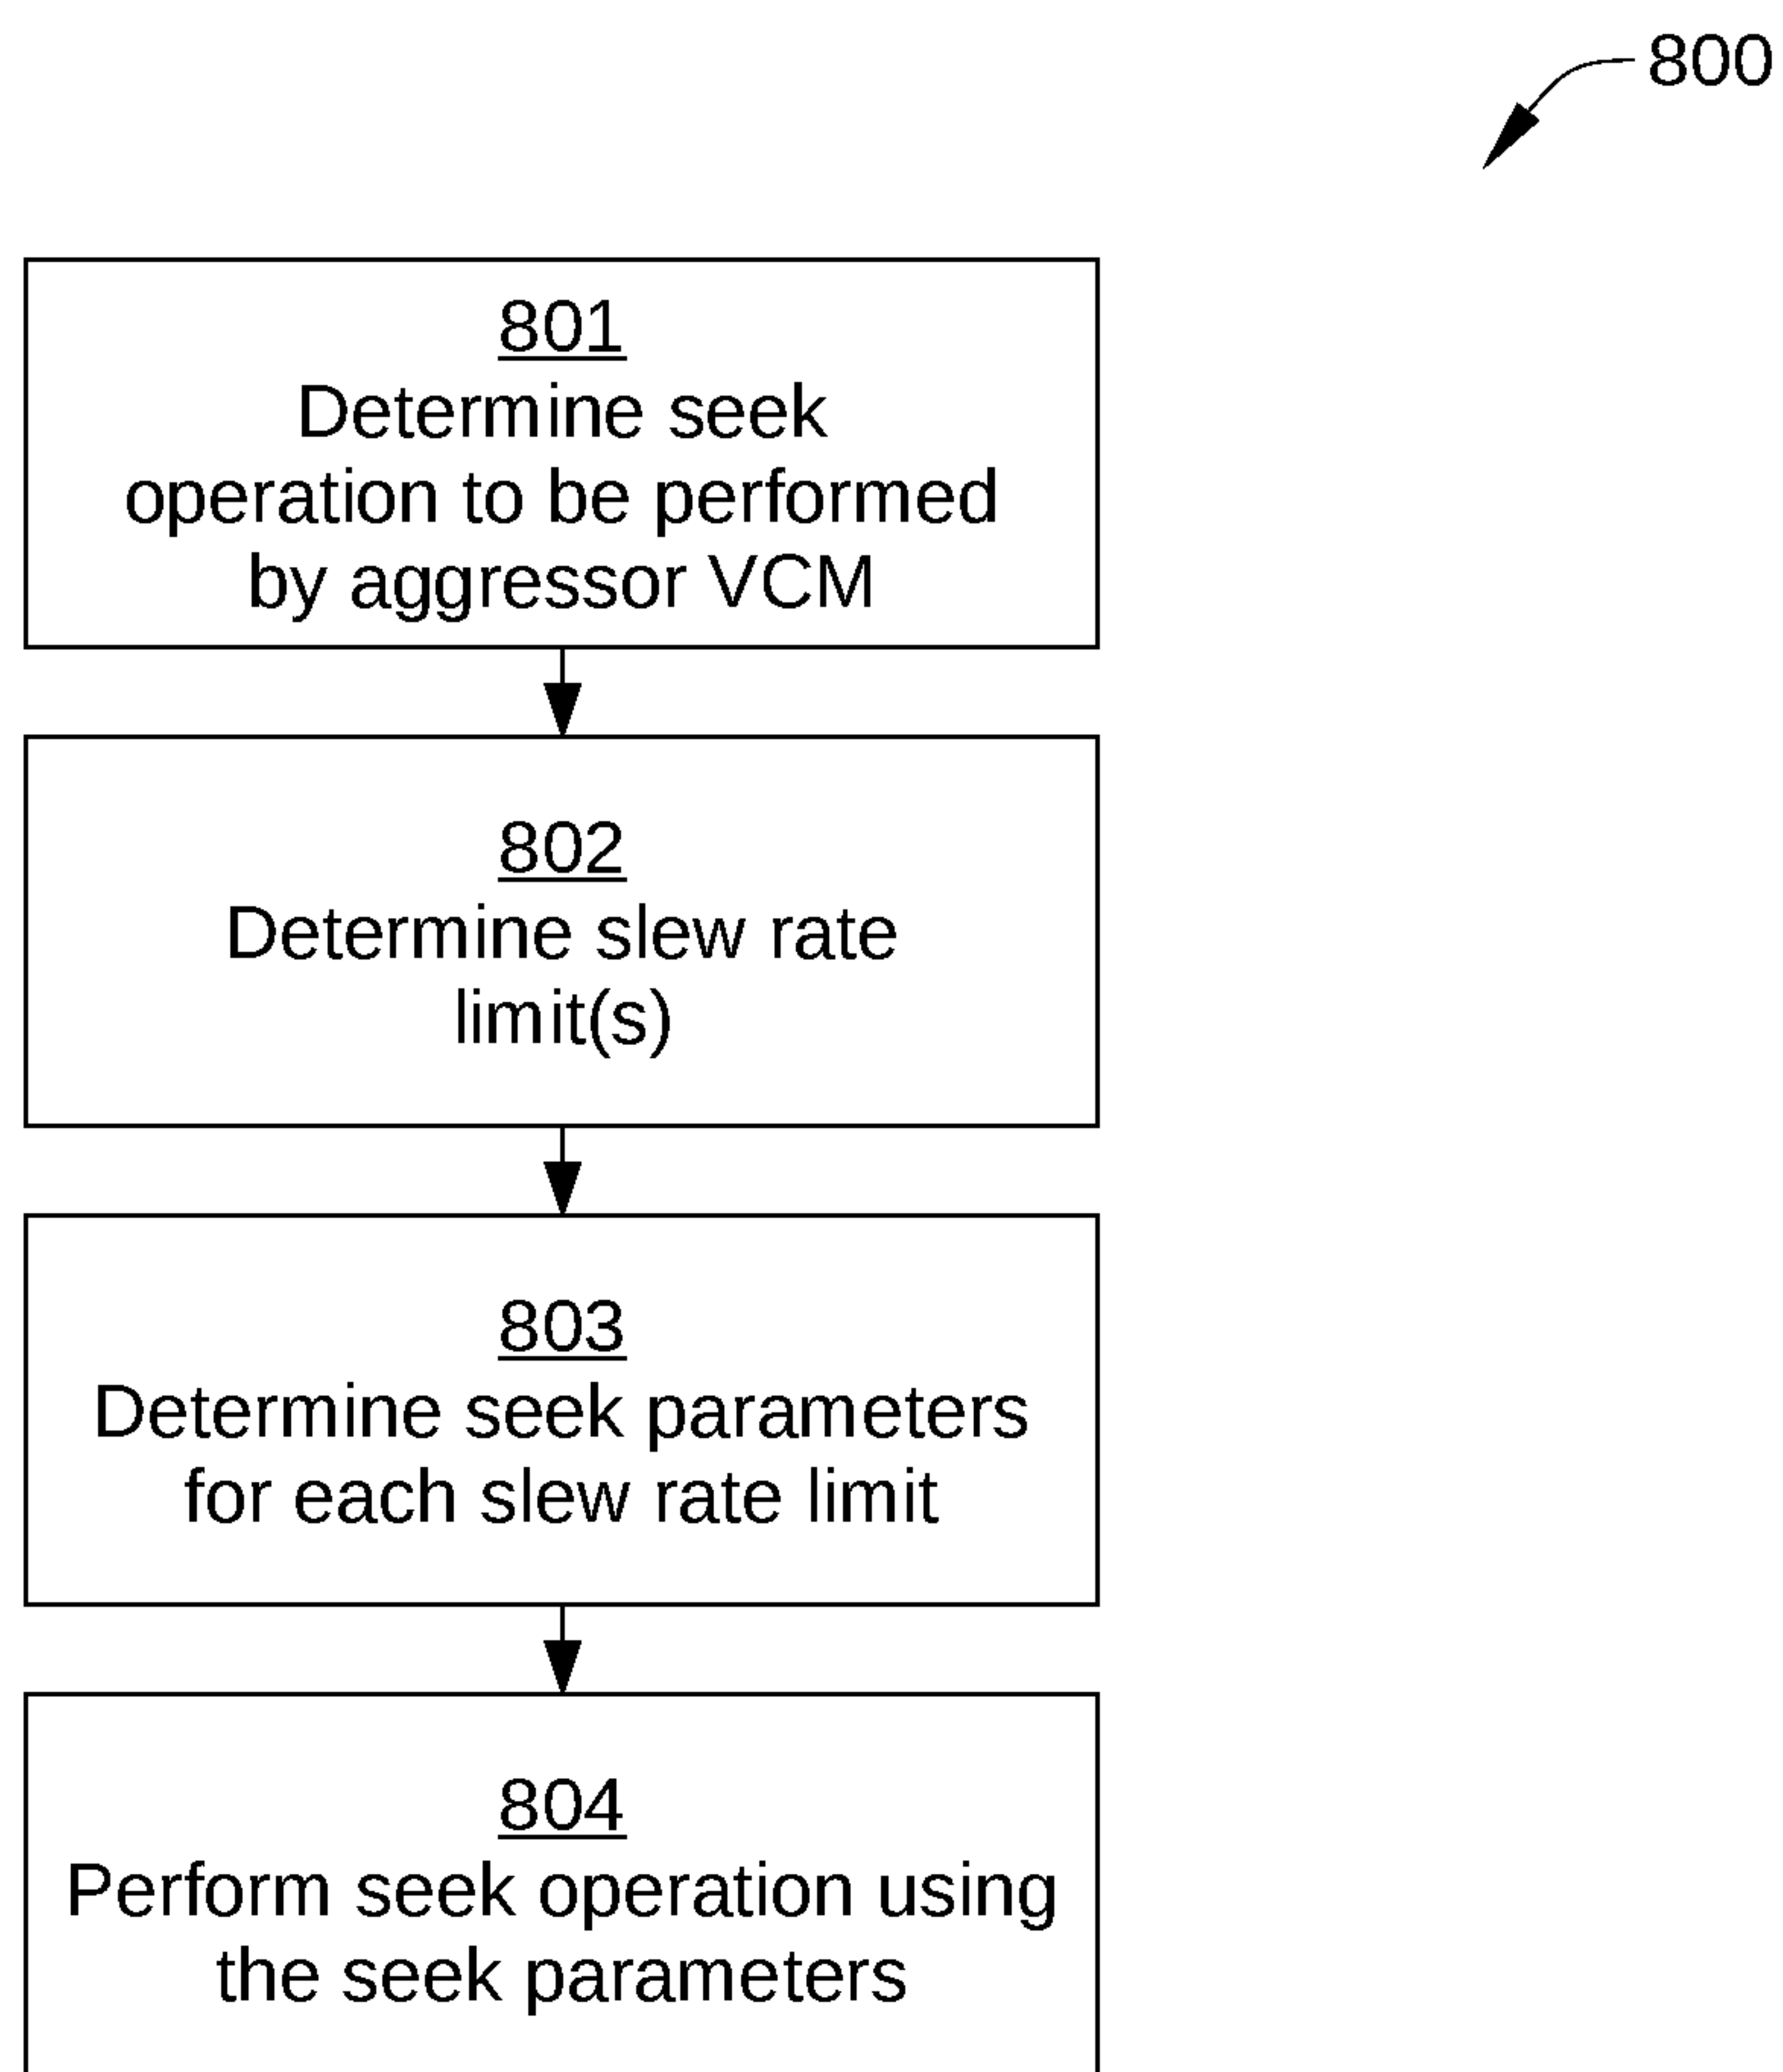 800
801
Determine seek
operation to be performed
by aggressor VCM
802
Determine slew rate
limit(s)
803
Determine seek parameters
for each slew rate limit
804
Perform seek operation using
the seek parameters